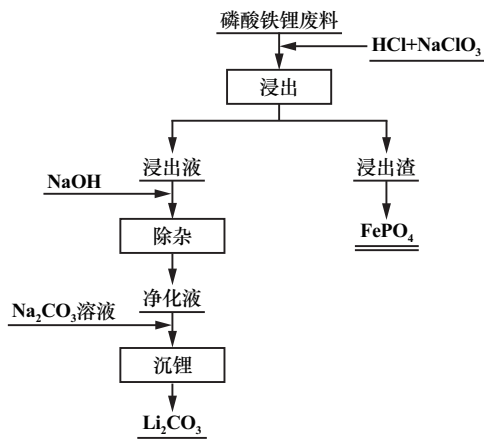 磷酸铁锂废料
HCl+NaClO₃
浸出
浸出液
浸出渣
NaOH
FePO₄
除杂
净化液
Na₂CO₃溶液
沉锂
Li₂CO₃